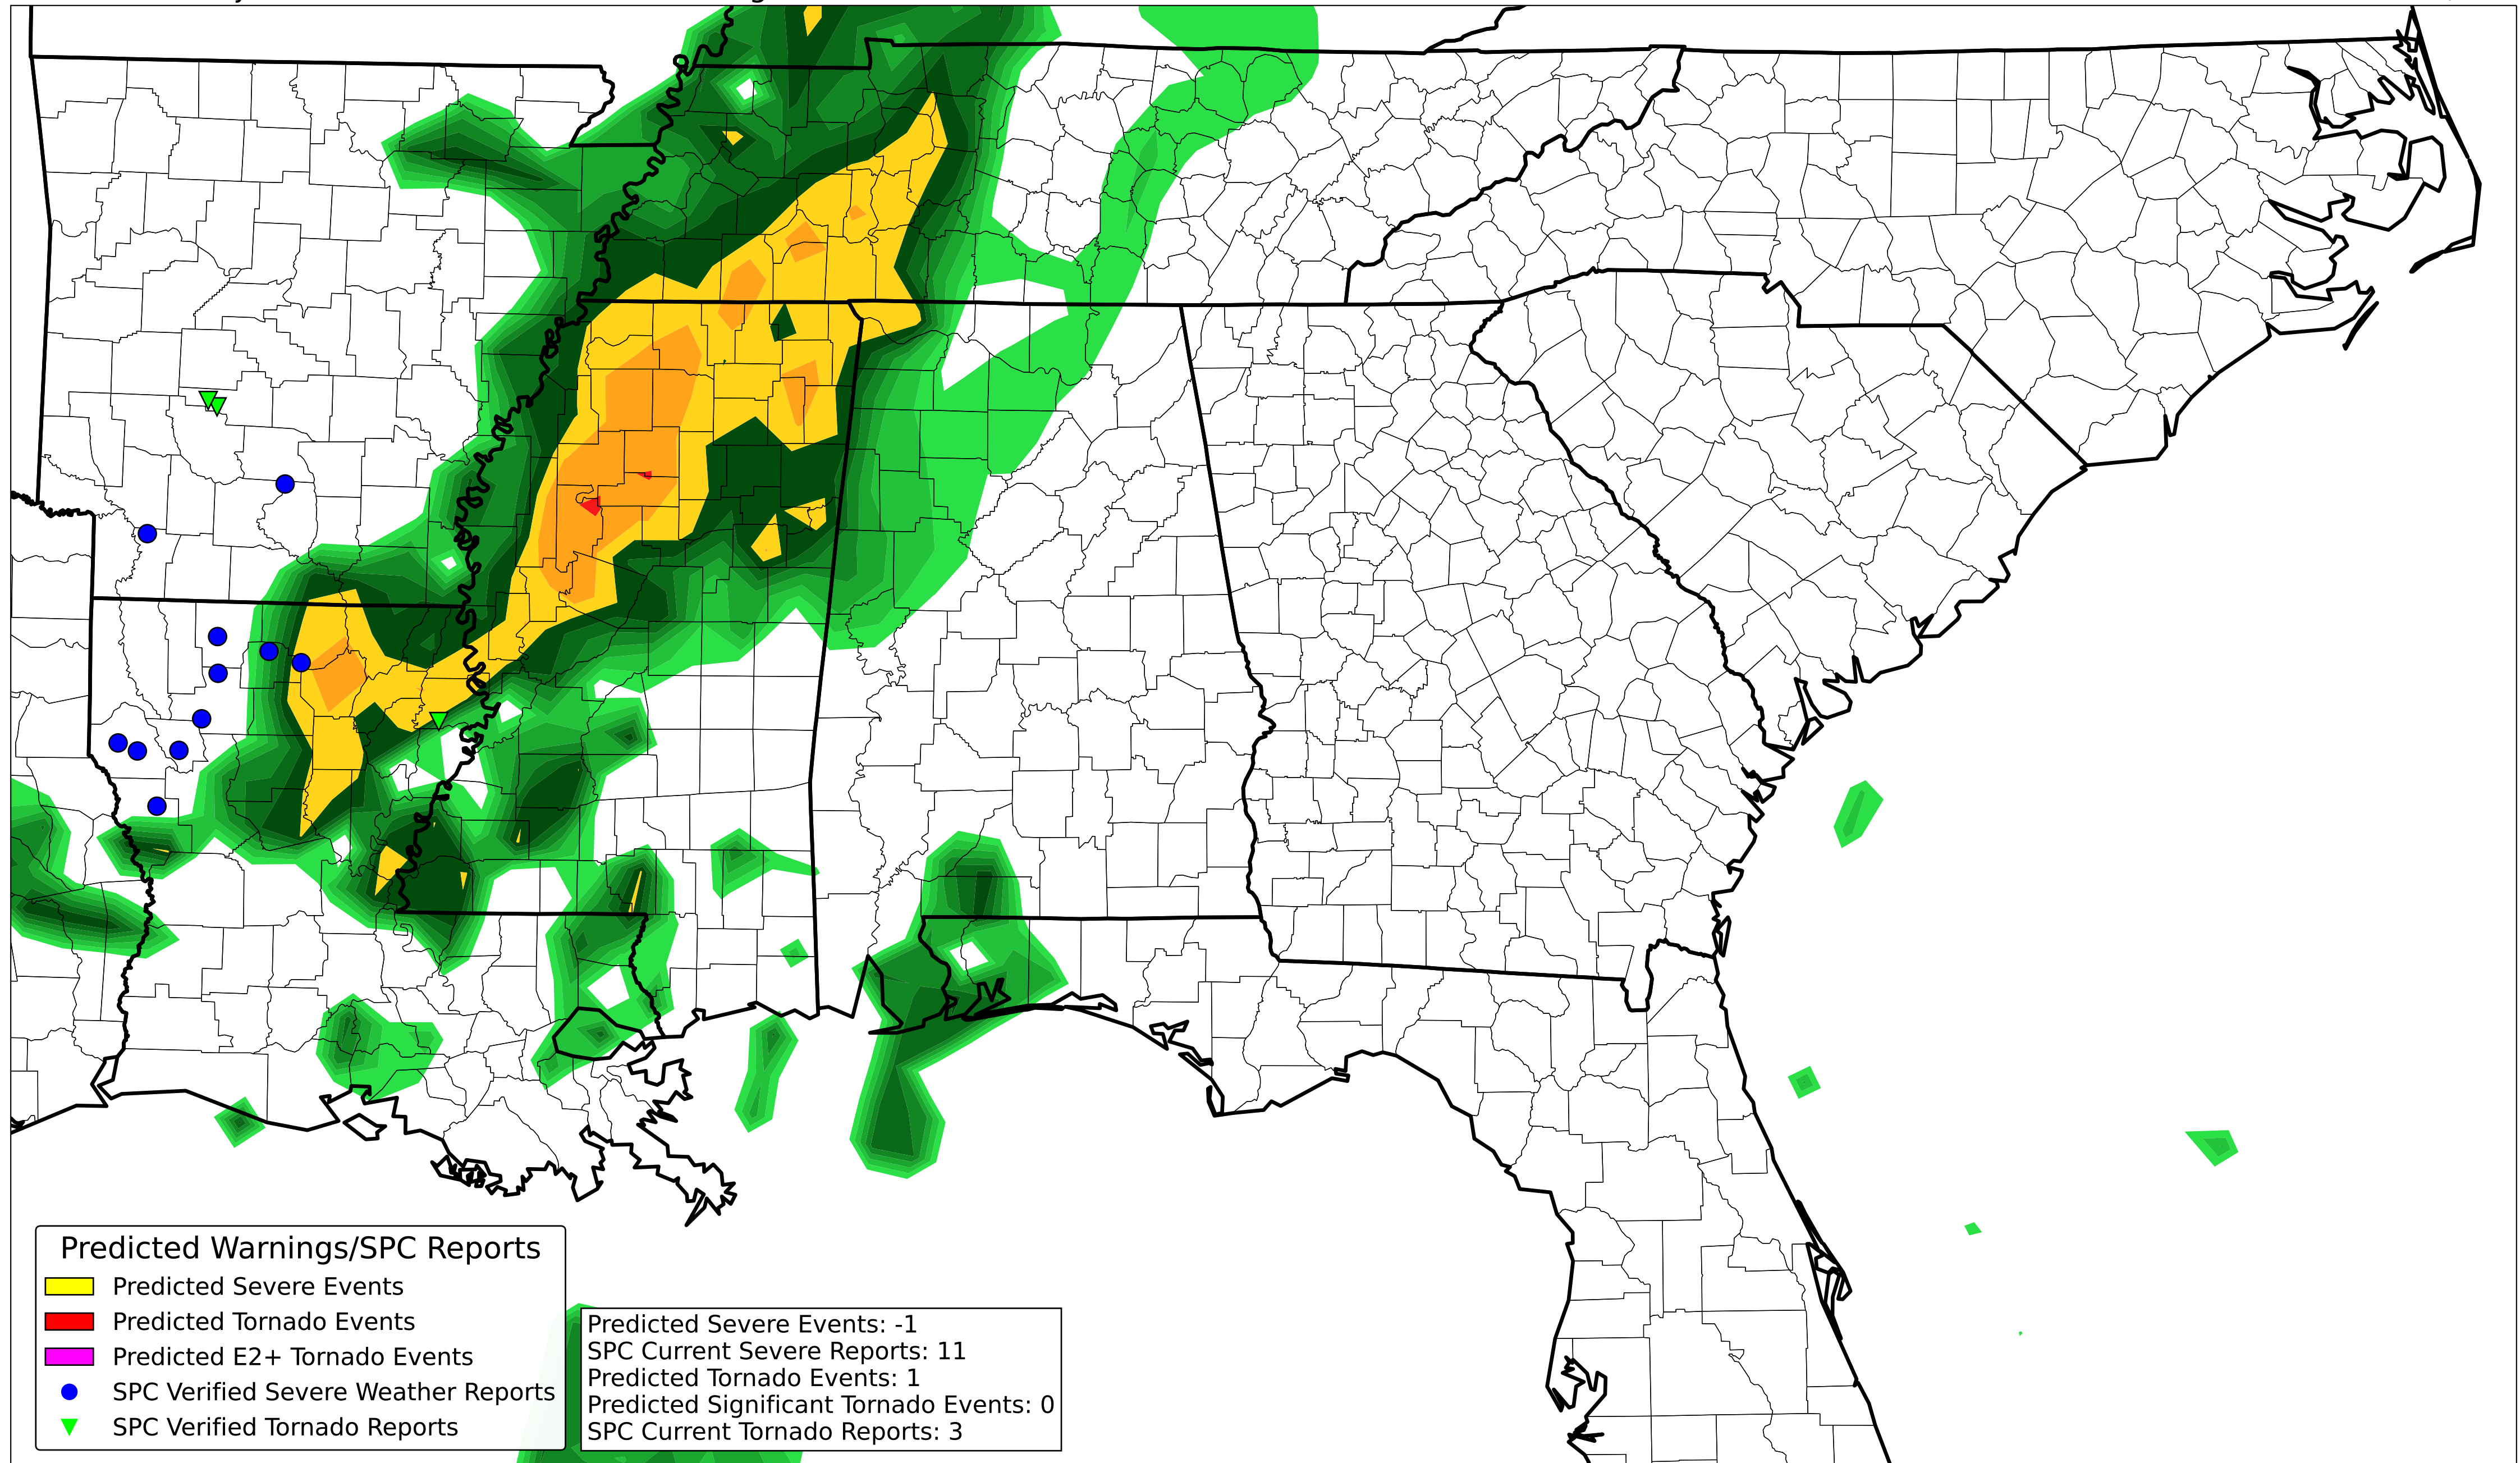 Predicted Warnings/SPC Reports
Predicted Severe Events
Predicted Tornado Events
Predicted E2+ Tornado Events
SPC Verified Severe Weather Reports
SPC Verified Tornado Reports
Predicted Severe Events: -1
SPC Current Severe Reports: 11
Predicted Tornado Events: 1
Predicted Significant Tornado Events: 0
SPC Current Tornado Reports: 3